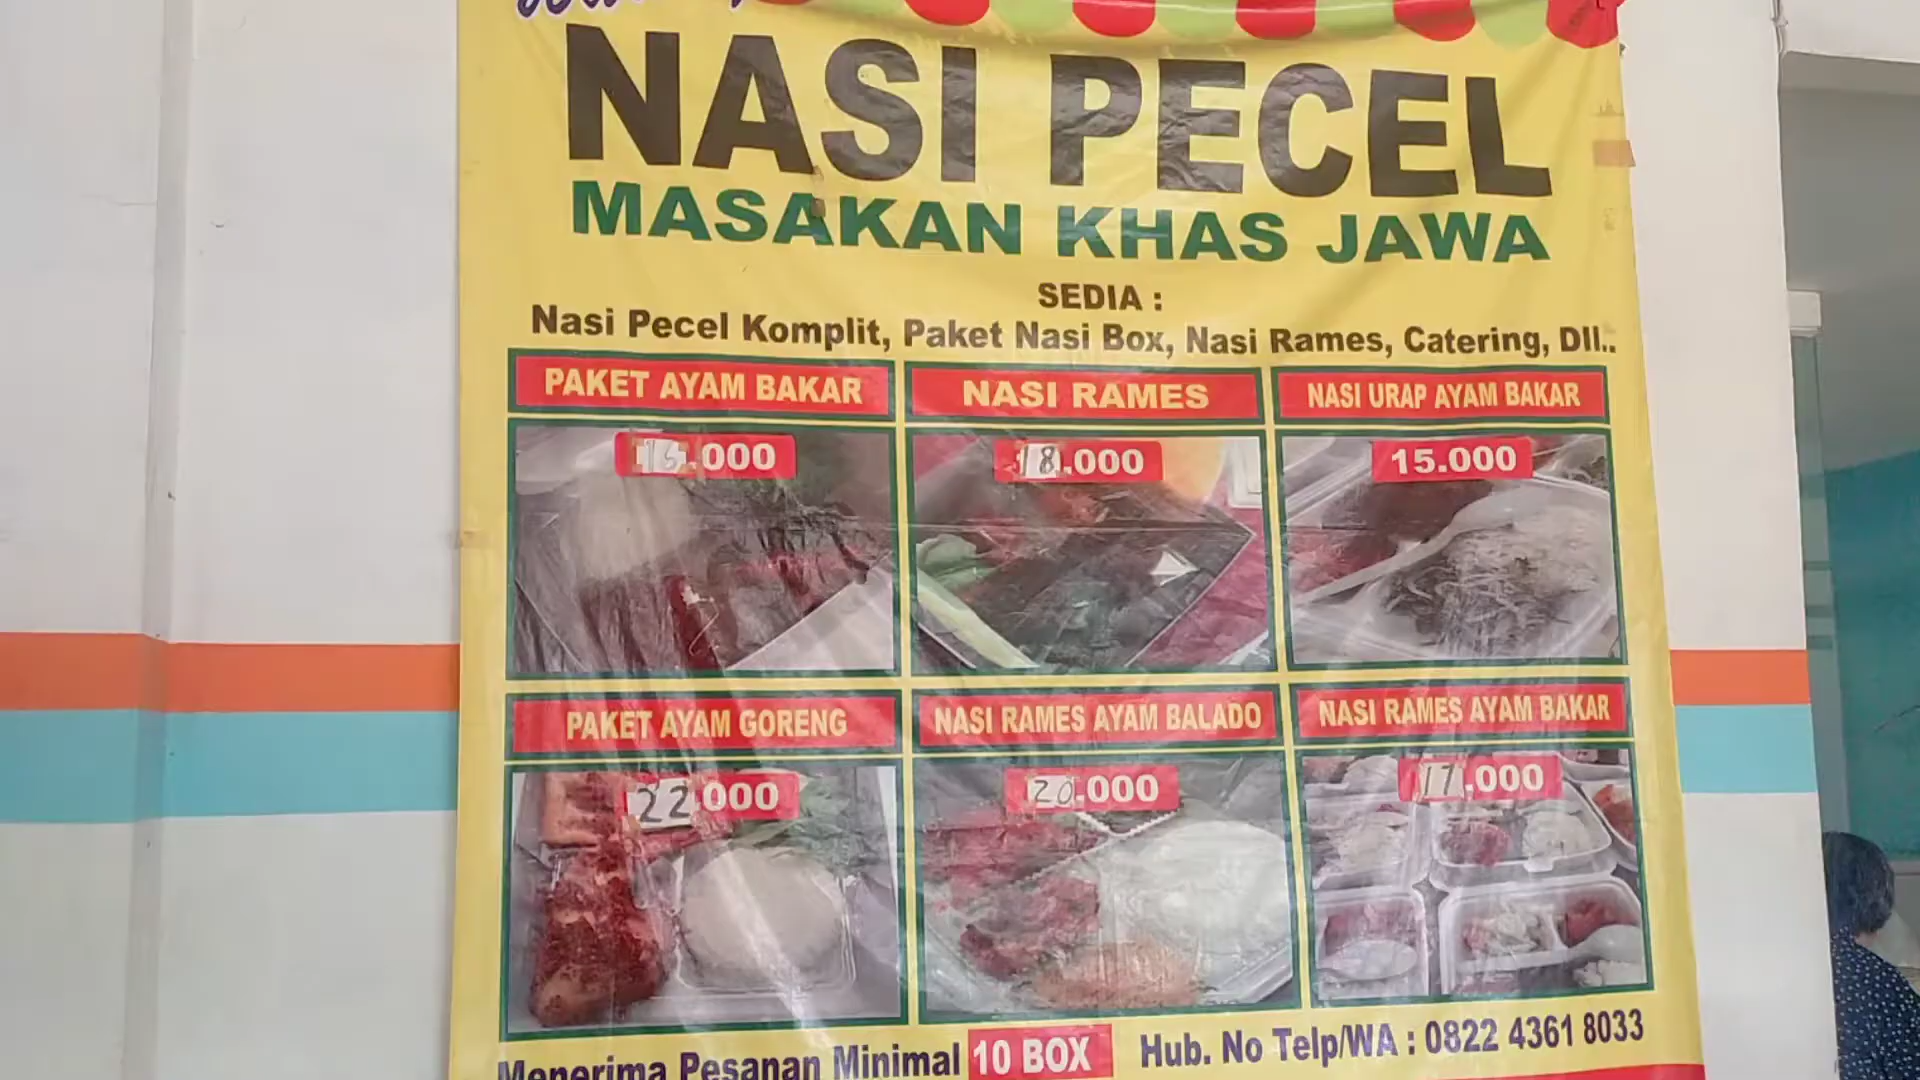 NASI PECEL
MASAKAN KHAS JAWA
SEDIA :
Nasi Pecel Komplit, Paket Nasi Box, Nasi Rames, Catering, Dll..
PAKET AYAM BAKAR
NASI RAMES
NASI URAP AYAM BAKAR
.000
18.000
15.000
PAKET AYAM GORENG
NASI RAMES AYAM BALADO
NASI RAMES AYAM BAKAR
22.000
20.000
17.000
Menerima Pesanan Minimal 10 BOX Hub. No Telp/WA : 0822 4361 8033